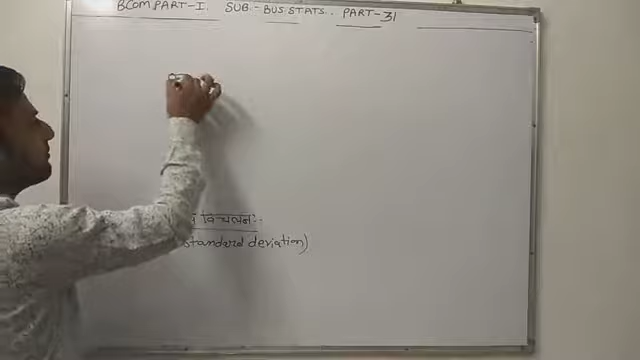 BCOM PART-I. SUB - BUS STATS. PART-31
विचलन:-
standard deviation)